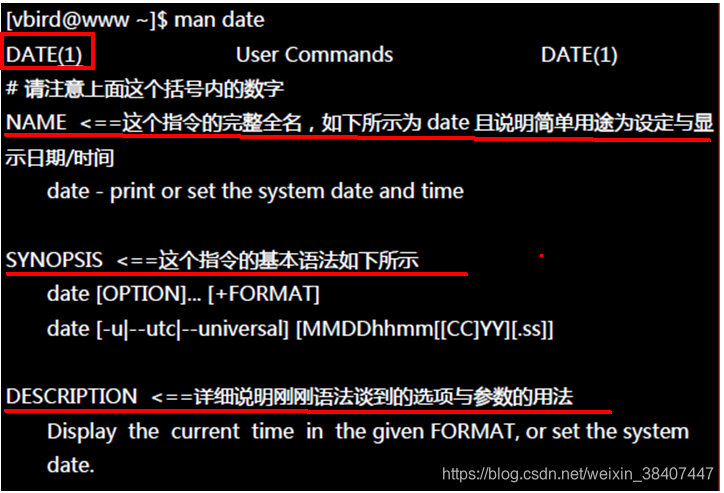 [vbird@www ~]$ man date
DATE(1) User Commands DATE(1)
# 请注意上面这个括号内的数字
NAME <==这个指令的完整全名，如下所示为 date 且说明简单用途为设定与显
示日期/时间
date - print or set the system date and time
SYNOPSIS <==这个指令的基本语法如下所示
date [OPTION]... [+FORMAT]
date [-u|--utc|--universal] [MMDDhhmm[[CC]YY][.ss]]
DESCRIPTION <==详细说明刚刚语法谈到的选项与参数的用法
Display the current time in the given FORMAT, or set the system
date.
https://blog.csdn.net/weixin_38407447